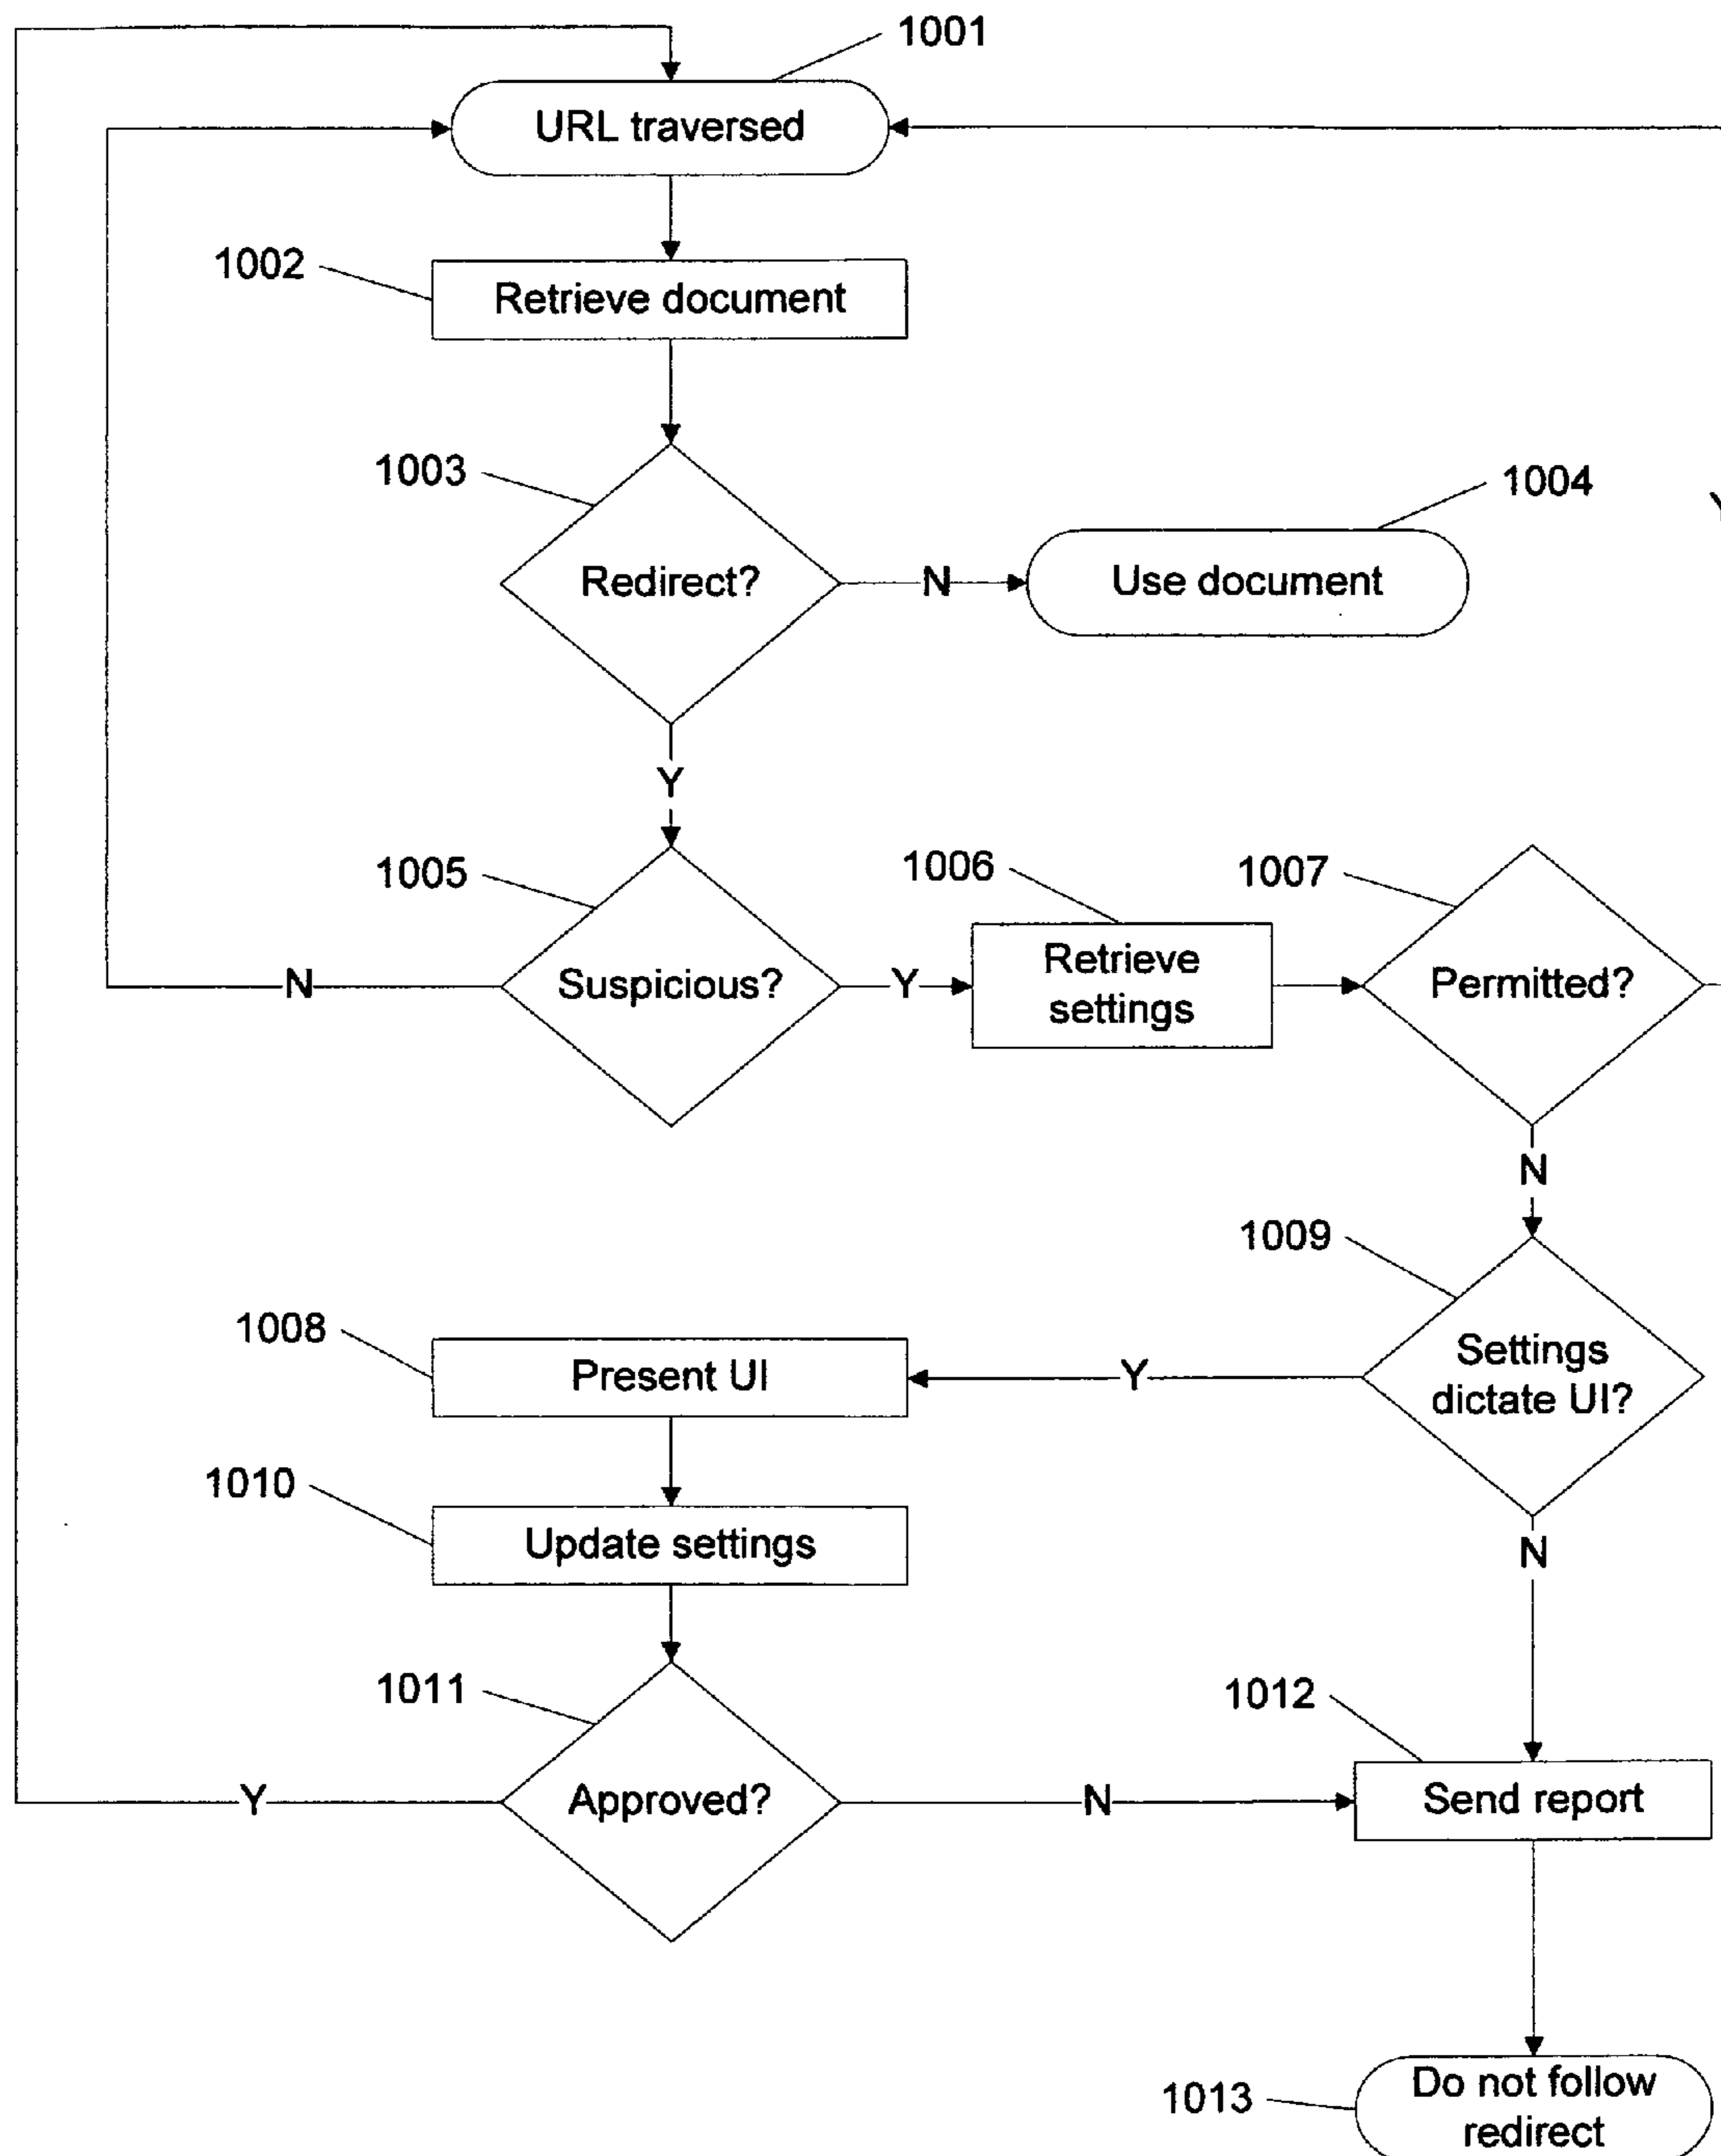 1001
URL traversed
1002
Retrieve document
1003
1004
Redirect?
N
Use document
Y
Y
1005
1006
1007
N
Suspicious?
Y
Retrieve
settings
Permitted?
N
1009
1008
Present UI
Y
Settings
dictate UI?
1010
Update settings
N
1011
1012
Y
Approved?
N
Send report
1013
Do not follow
redirect